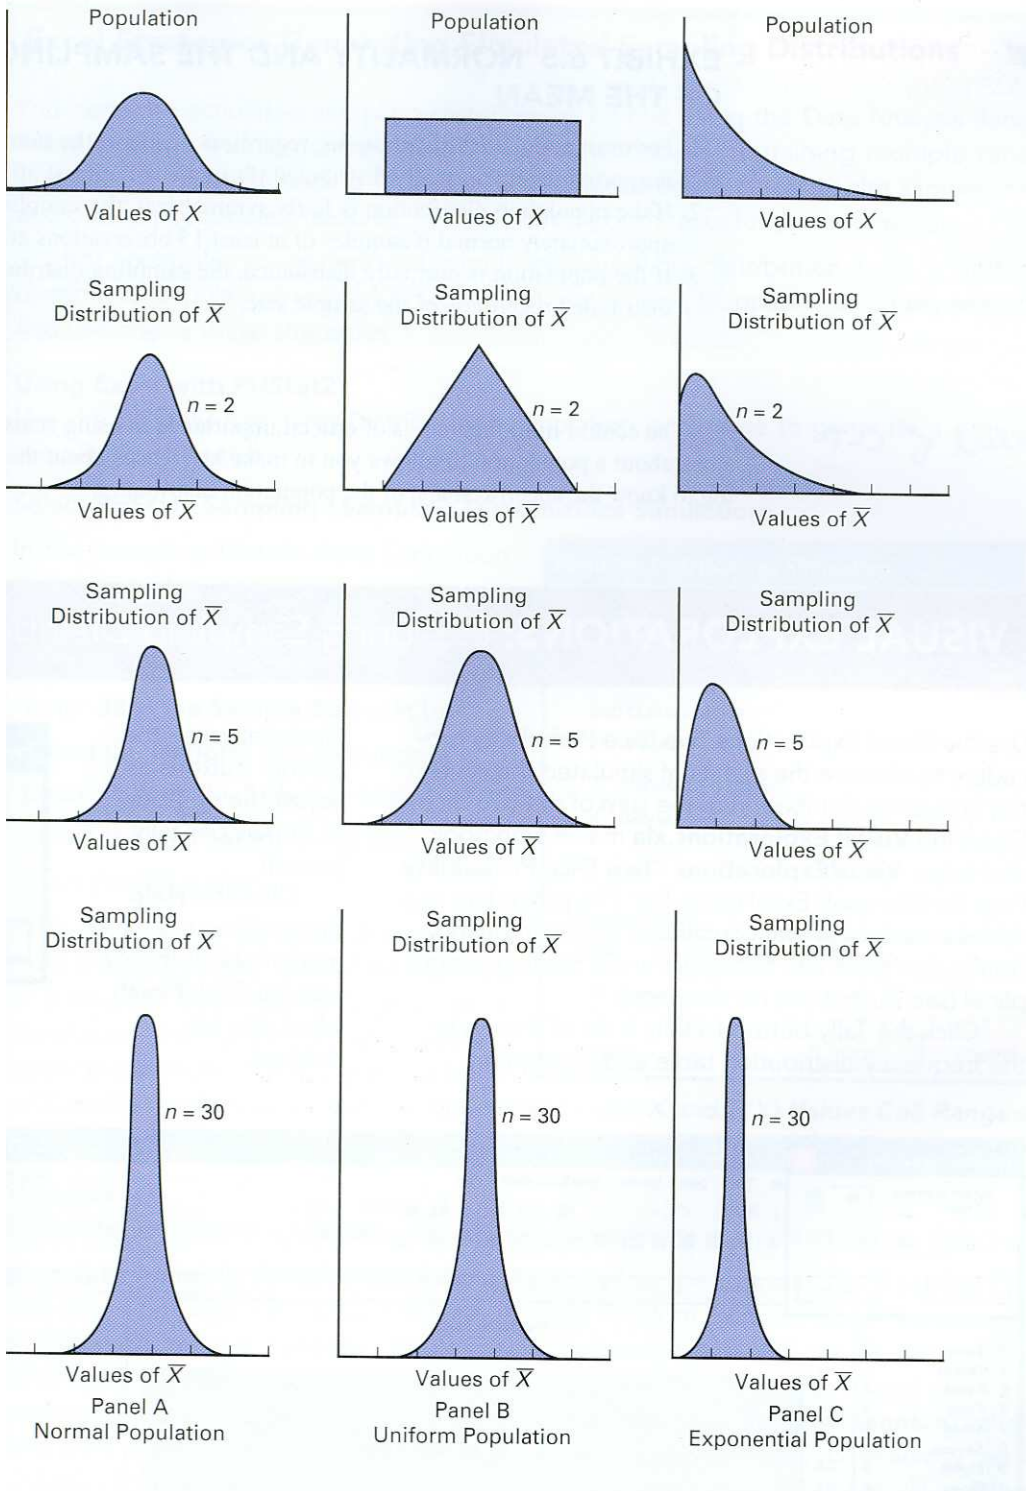 Population
Values of X
Sampling
Distribution of X̅
n = 2
Values of X̅
Sampling
Distribution of X̅
n = 5
Values of X̅
Sampling
Distribution of X̅
n = 30
Values of X̅
Panel A
Normal Population
Population
Values of X
Sampling
Distribution of X̅
n = 2
Values of X̅
Sampling
Distribution of X̅
n = 5
Values of X̅
Sampling
Distribution of X̅
n = 30
Values of X̅
Panel B
Uniform Population
Population
Values of X
Sampling
Distribution of X̅
n = 2
Values of X̅
Sampling
Distribution of X̅
n = 5
Values of X̅
Sampling
Distribution of X̅
n = 30
Values of X̅
Panel C
Exponential Population